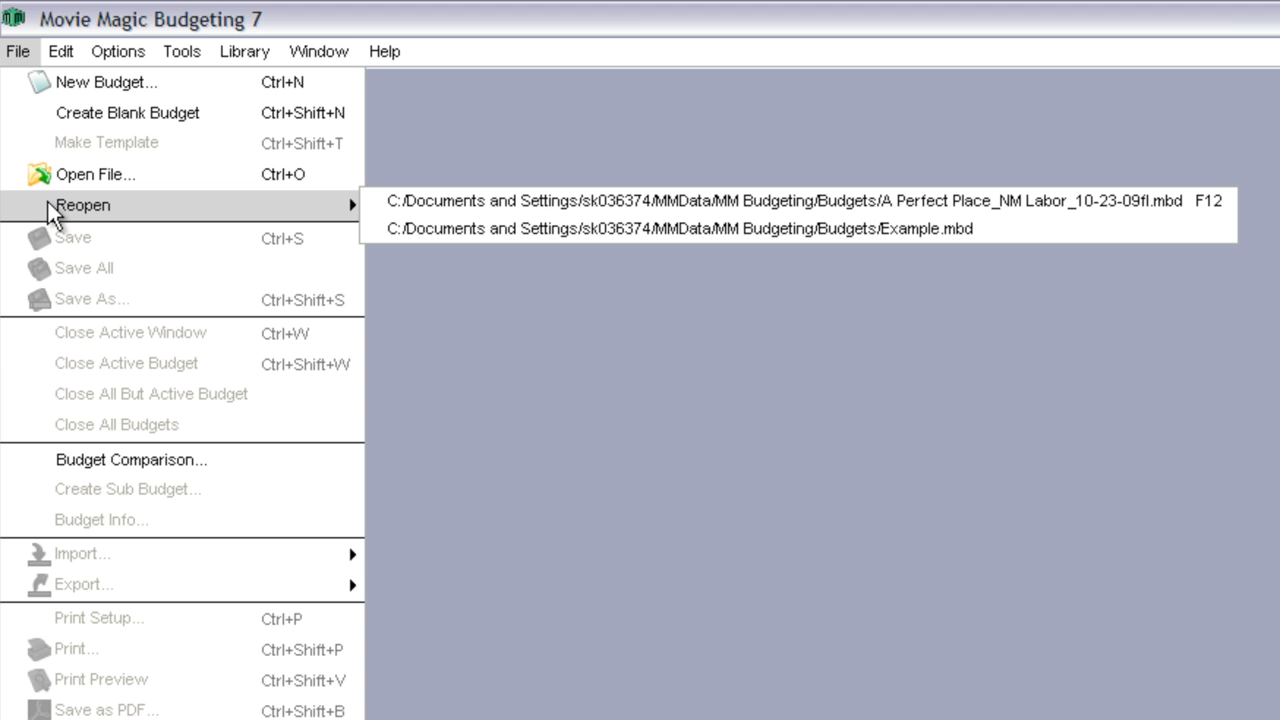 Movie Magic Budgeting 7
File Edit Options Tools Library Window Help
New Budget... Ctrl+N
Create Blank Budget Ctrl+Shift+N
Make Template Ctrl+Shift+T
Open File... Ctrl+O
Reopen
C:/Documents and Settings/sk036374/MMData/MM Budgeting/Budgets/A Perfect Place_NM Labor_10-23-09fl.mbd F12
C:/Documents and Settings/sk036374/MMData/MM Budgeting/Budgets/Example.mbd
Save Ctrl+S
Save All
Save As... Ctrl+Shift+S
Close Active Window Ctrl+W
Close Active Budget Ctrl+Shift+W
Close All But Active Budget
Close All Budgets
Budget Comparison...
Create Sub Budget...
Budget Info...
Import...
Export...
Print Setup... Ctrl+P
Print... Ctrl+Shift+P
Print Preview Ctrl+Shift+V
Save as PDF... Ctrl+Shift+B